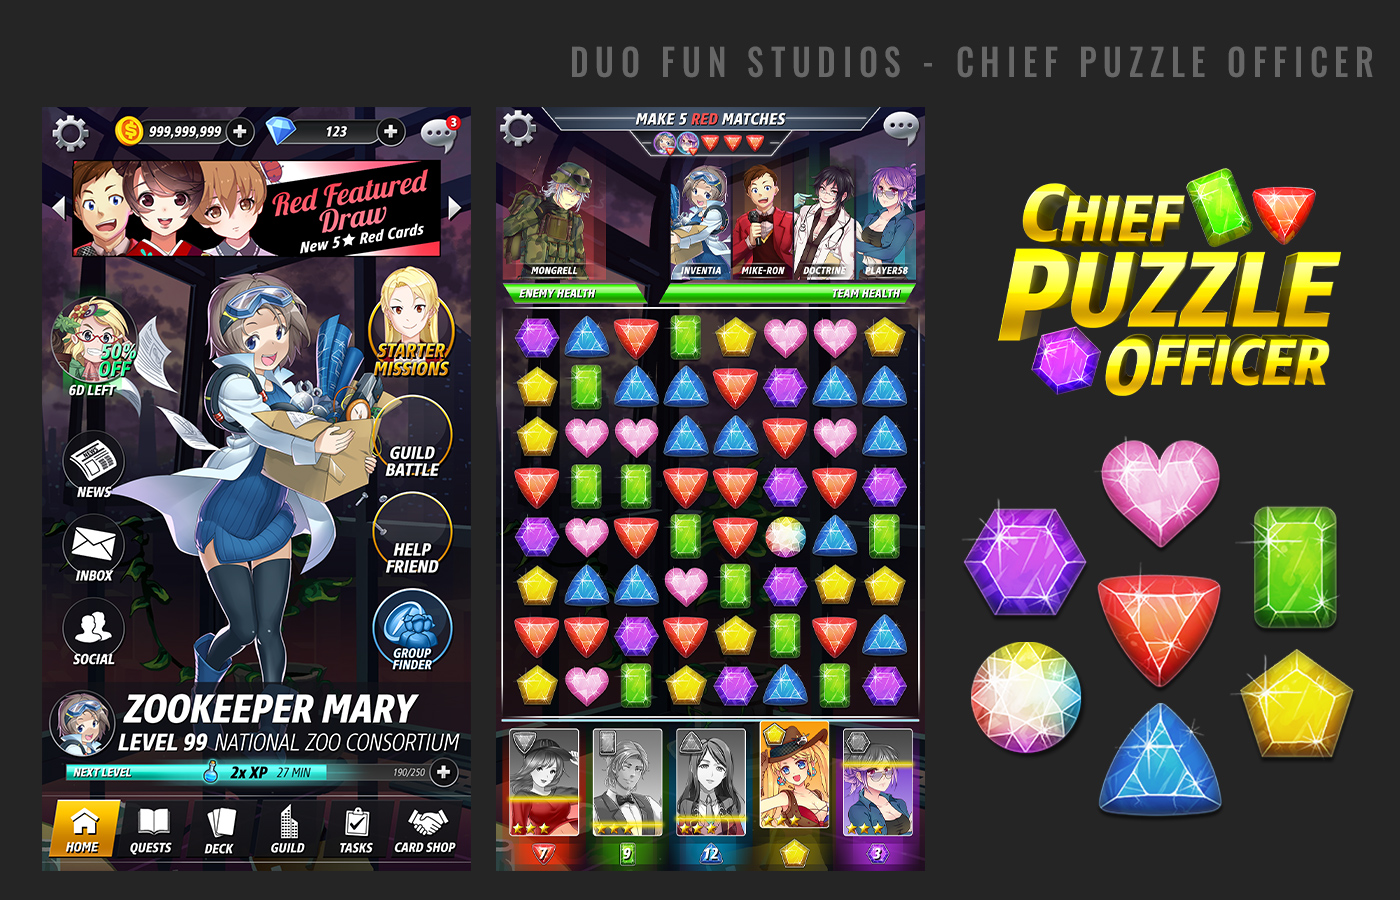 DUO FUN STUDIOS - CHIEF PUZZLE OFFICER
999,999,999
123
3
Red Featured
Draw
New 5★ Red Cards
50%
OFF
6D LEFT
STARTER
MISSIONS
GUILD
BATTLE
NEWS
HELP
FRIEND
INBOX
SOCIAL
GROUP
FINDER
ZOOKEEPER MARY
LEVEL 99 NATIONAL ZOO CONSORTIUM
NEXT LEVEL
2x XP 27 MIN
190/250
HOME
QUESTS
DECK
GUILD
TASKS
CARD SHOP
MAKE 5 RED MATCHES
MONGRELL
INVENTIA
MIKE-RON
DOCTRINE
PLAYER58
ENEMY HEALTH
TEAM HEALTH
7
9
12
3
CHIEF
PUZZLE
OFFICER